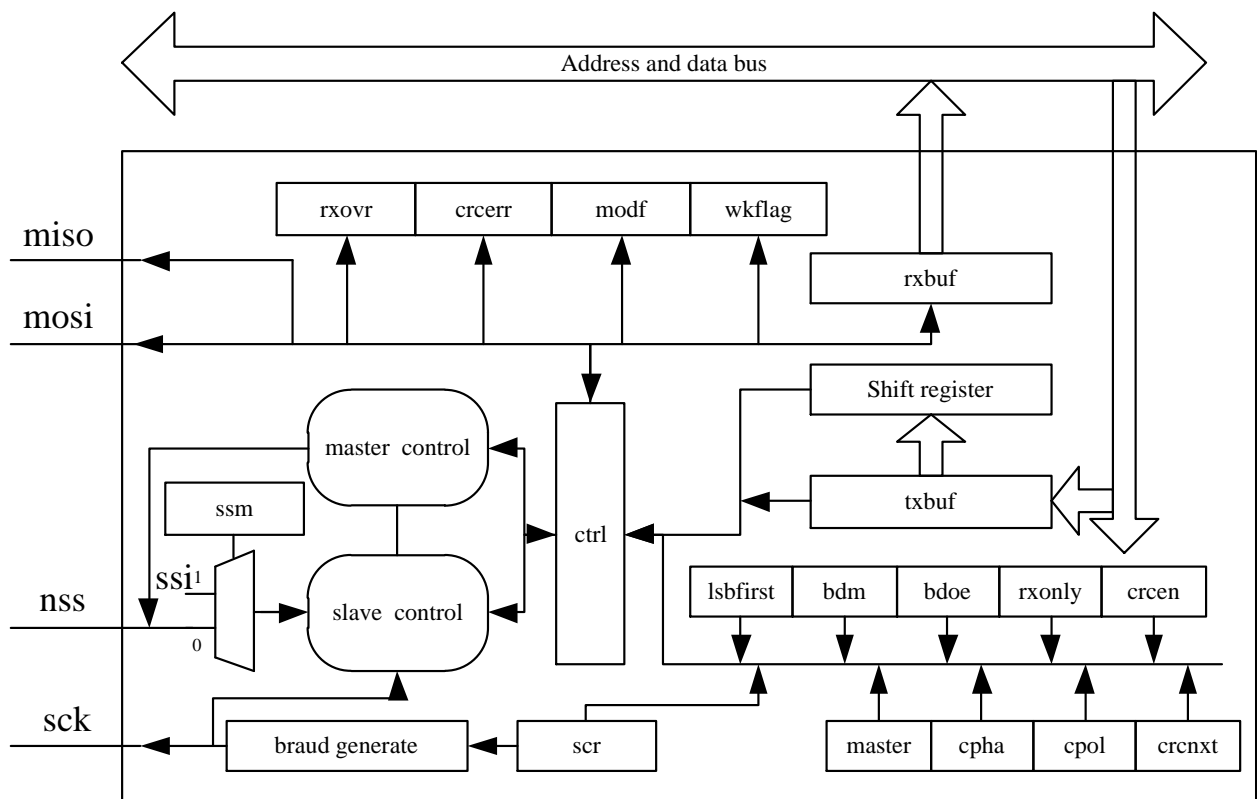 Address and data bus
rxovr crcerr modf wkflag
miso
rxbuf
mosi
Shift register
master control
ssm
txbuf
ctrl
ssi 1
lsbfirst bdm bdoe rxonly crcen
nss
slave control
0
sck
braud generate scr master cpha cpol crcnxt